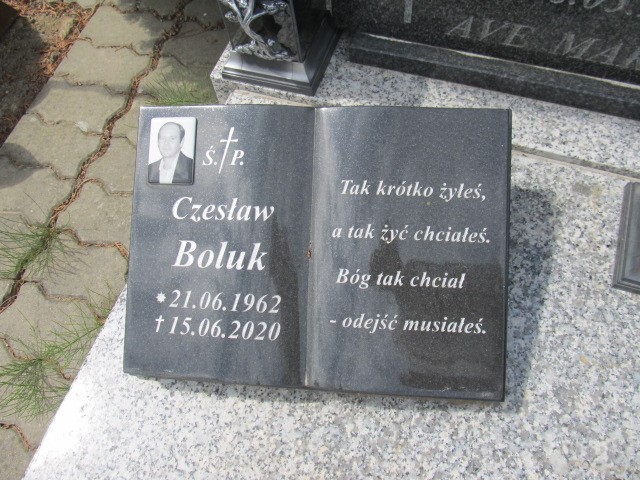 AVE
Ś. P.
Czesław
Boluk
* 21.06.1962
† 15.06.2020
Tak krótko żyłeś,
a tak żyć chciałeś.
Bóg tak chciał
- odejść musiałeś.